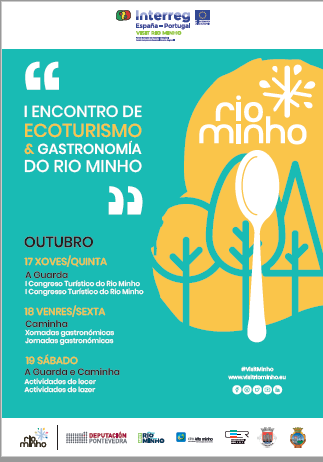 Interreg
España - Portugal
VISIT RIO MINHO
“
I ENCONTRO DE
ECOTURISMO
& GASTRONOMÍA
DO RIO MINHO
”
rio
minho
OUTUBRO
17 XOVES/QUINTA
A Guarda
I Congreso Turístico do Rio Minho
I Congresso Turístico do Rio Minho
18 VENRES/SEXTA
Caminha
Xornadas gastronómicas
Jornadas gastronómicas
19 SÁBADO
A Guarda e Caminha
Actividades de lecer
Actividades de lazer
#VisitMinho
www.visitriominho.eu
rio
minho
DEPUTACIÓN
PONTEVEDRA
RIO
MINHO